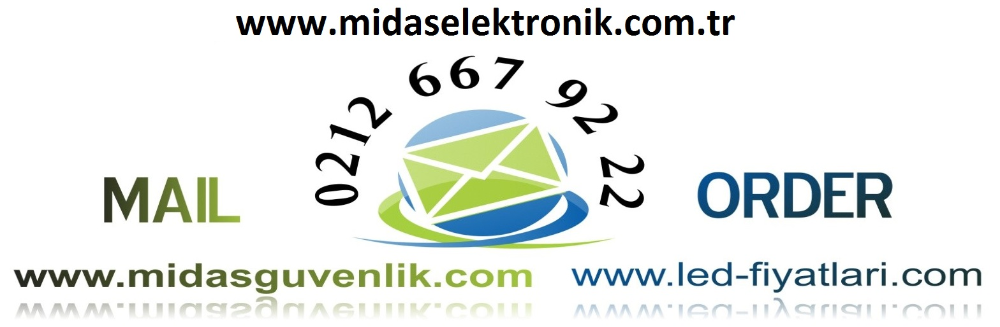 www.midaselektronik.com.tr
0212 667 92 22
MAIL ORDER
www.midasguvenlik.com
www.led-fiyatlari.com